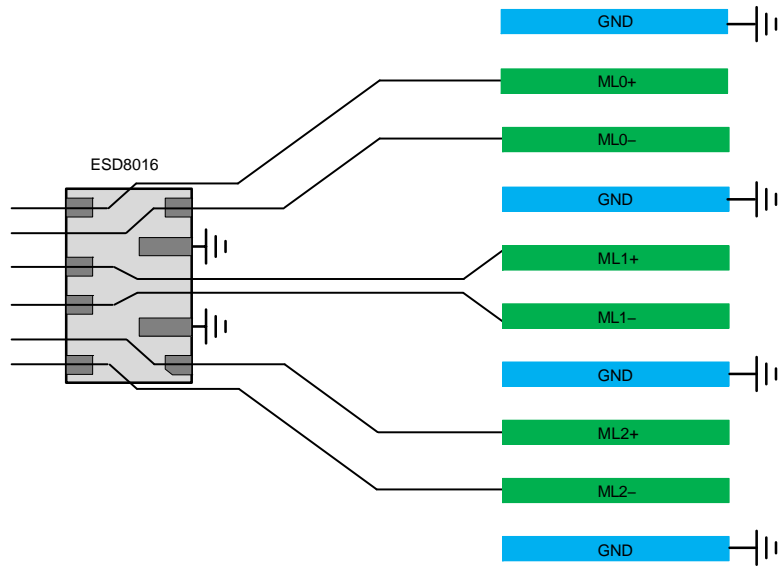 GND
ML0+
ML0–
ESD8016
GND
ML1+
ML1–
GND
ML2+
ML2–
GND